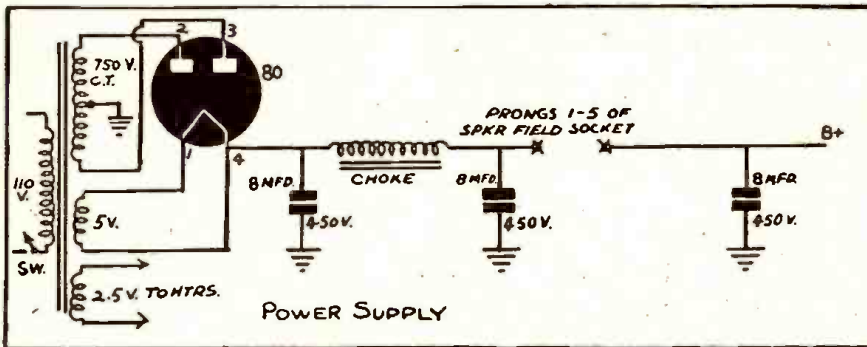 2
3
750 V.
C.T.
80
PRONGS 1-5 OF
SPKR FIELD SOCKET
B+
1
4
110
V.
8 MFD.
CHOKE
8 MFD.
8 MFD.
5 V.
450 V.
450 V.
450 V.
SW.
2.5 V. TO HTRS.
POWER SUPPLY